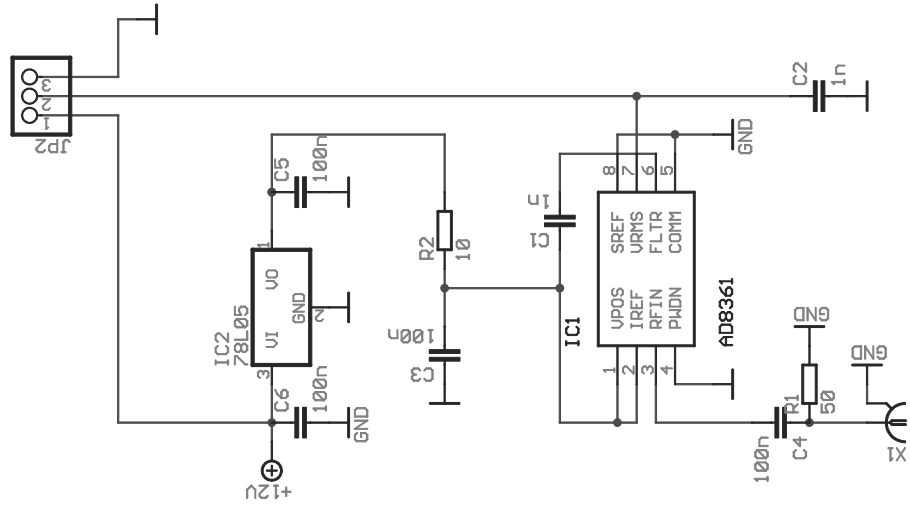 3
2
1
JP2
C5
100n
1
VO
GND
2
VI
IC2
78L05
3
C6
100n
GND
+12V
R2
10
100n
C3
1n
C1
C2
1n
GND
8
7
6
5
SREF
VRMS
FLTR
COMM
VPOS
IREF
RFIN
PWDN
IC1
AD8361
1
2
3
4
GND
R1
50
GND
100n
C4
X1